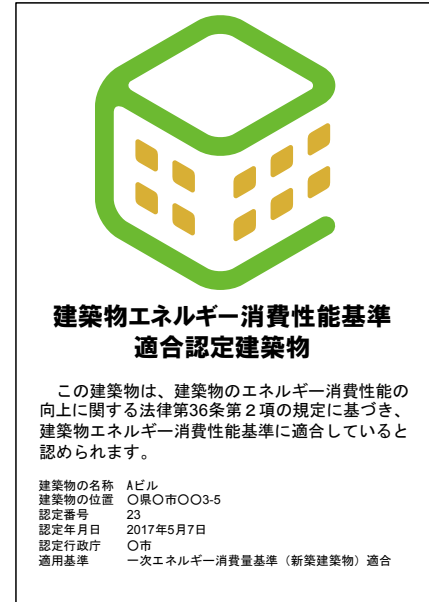 建築物エネルギー消費性能基準
適合認定建築物
この建築物は、建築物のエネルギー消費性能の
向上に関する法律第36条第２項の規定に基づき、
建築物エネルギー消費性能基準に適合していると
認められます。
建築物の名称 Aビル
建築物の位置 〇県〇市〇〇3-5
認定番号 23
認定年月日 2017年5月7日
認定行政庁 〇市
適用基準 一次エネルギー消費量基準（新築建築物）適合